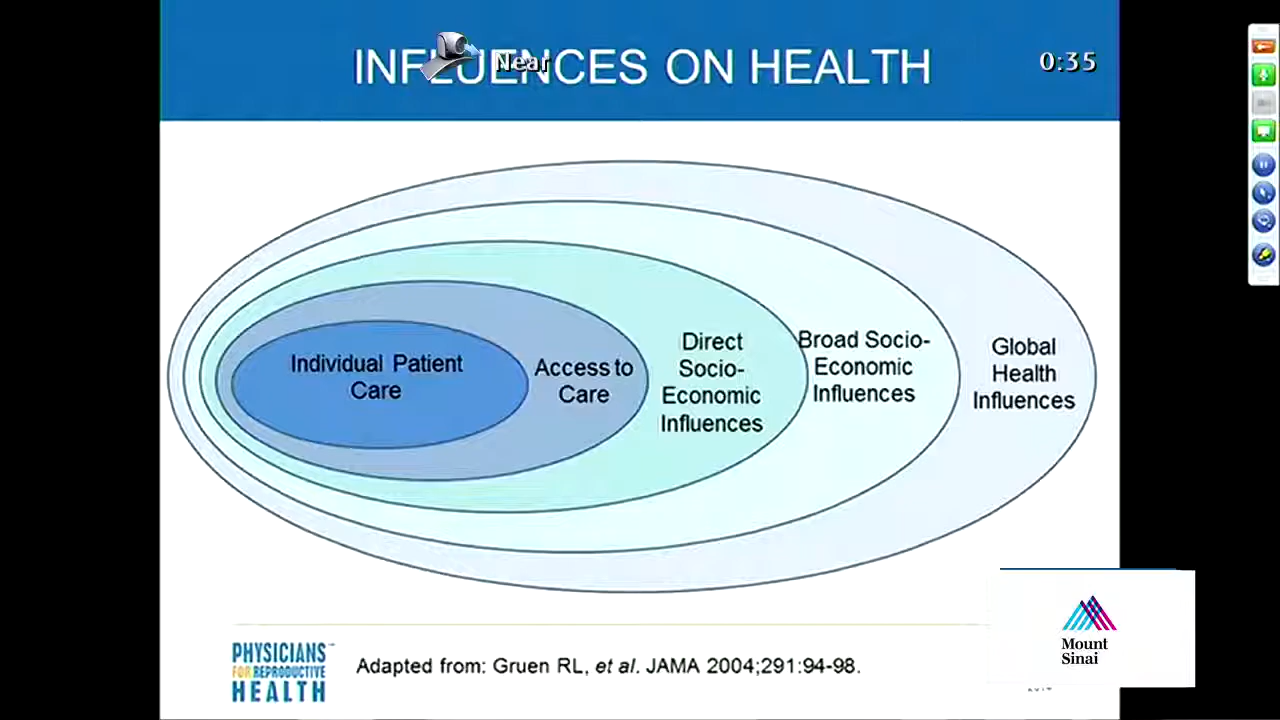 INFLUENCES ON HEALTH
Near
0:35
Individual Patient
Care
Access to
Care
Direct
Socio-
Economic
Influences
Broad Socio-
Economic
Influences
Global
Health
Influences
PHYSICIANS
FOR REPRODUCTIVE
HEALTH
Adapted from: Gruen RL, et al. JAMA 2004;291:94-98.
Mount
Sinai